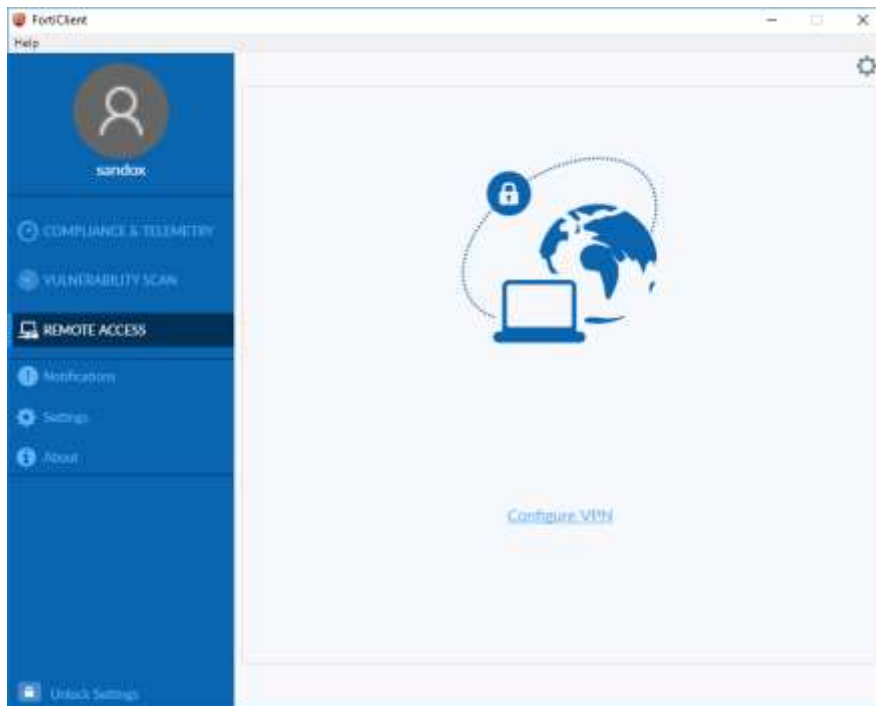 FortiClient
Help
sandox
COMPLIANCE & TELEMETRY
VULNERABILITY SCAN
REMOTE ACCESS
Notifications
Settings
About
Configure VPN
Unlock Settings